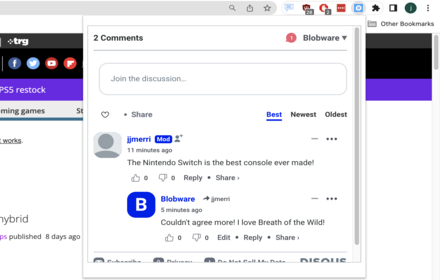 Other Bookmarks
trg
PS5 restock
ming games
St
t works.
nybrid
ps published 8 days ago
2 Comments
1
Blobware
Join the discussion...
Share
Best
Newest
Oldest
jjmerri Mod
11 minutes ago
The Nintendo Switch is the best console ever made!
0
0
Reply
Share ›
B
Blobware
jjmerri
5 minutes ago
Couldn't agree more! I love Breath of the Wild!
0
0
Edit
Reply
Share ›
Subscribe
Privacy
Do Not Sell My Data
DISQUS